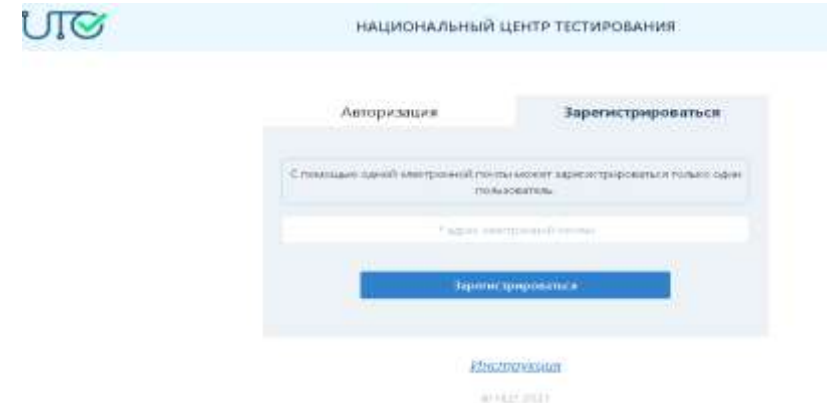 UTO
НАЦИОНАЛЬНЫЙ ЦЕНТР ТЕСТИРОВАНИЯ
Авторизация Зарегистрироваться
С помощью одной электронной почты может зарегистрироваться только один
пользователь
* адрес электронной почты
Зарегистрироваться
Инструкция